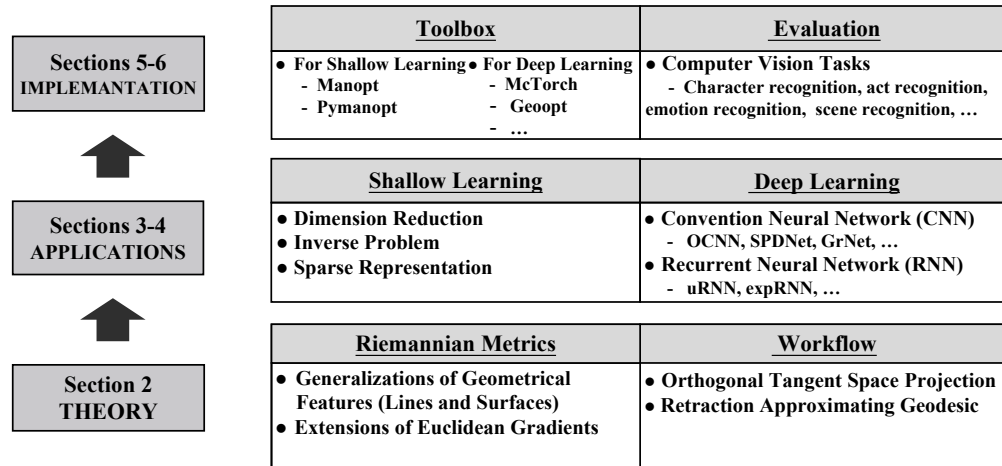 Sections 5-6
IMPLEMANTATION
Toolbox
Evaluation
● For Shallow Learning
- Manopt
- Pymanopt
● For Deep Learning
- McTorch
- Geoopt
- …
● Computer Vision Tasks
- Character recognition, act recognition,
emotion recognition, scene recognition, …
Sections 3-4
APPLICATIONS
Shallow Learning
Deep Learning
● Dimension Reduction
● Inverse Problem
● Sparse Representation
● Convention Neural Network (CNN)
- OCNN, SPDNet, GrNet, …
● Recurrent Neural Network (RNN)
- uRNN, expRNN, …
Section 2
THEORY
Riemannian Metrics
Workflow
● Generalizations of Geometrical
Features (Lines and Surfaces)
● Extensions of Euclidean Gradients
● Orthogonal Tangent Space Projection
● Retraction Approximating Geodesic